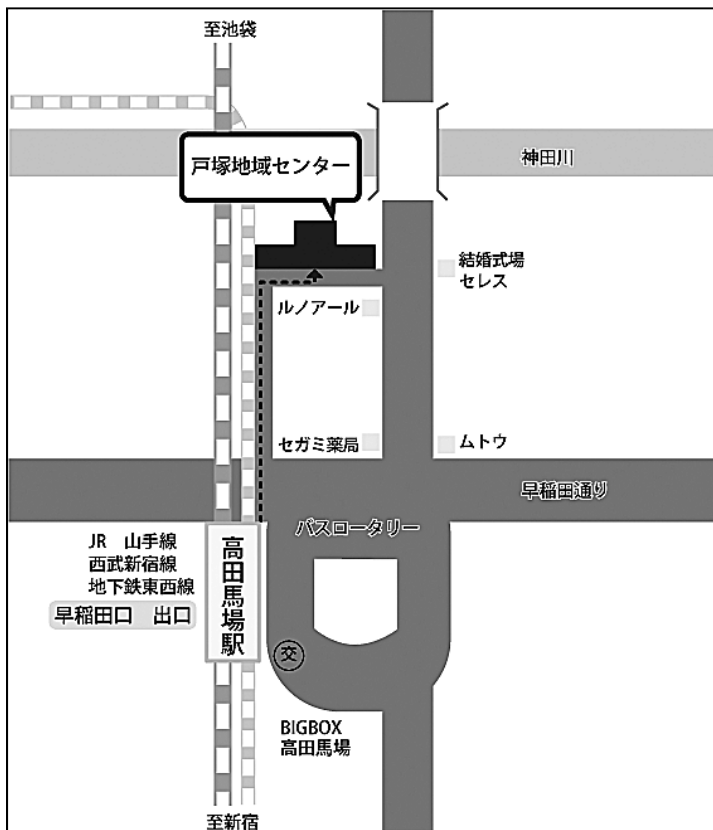 至池袋
神田川
戸塚地域センター
結婚式場
セレス
ルノアール
セガミ薬局
ムトウ
早稲田通り
バスロータリー
JR 山手線
西武新宿線
地下鉄東西線
早稲田口 出口
高田馬場駅
交
BIGBOX
高田馬場
至新宿